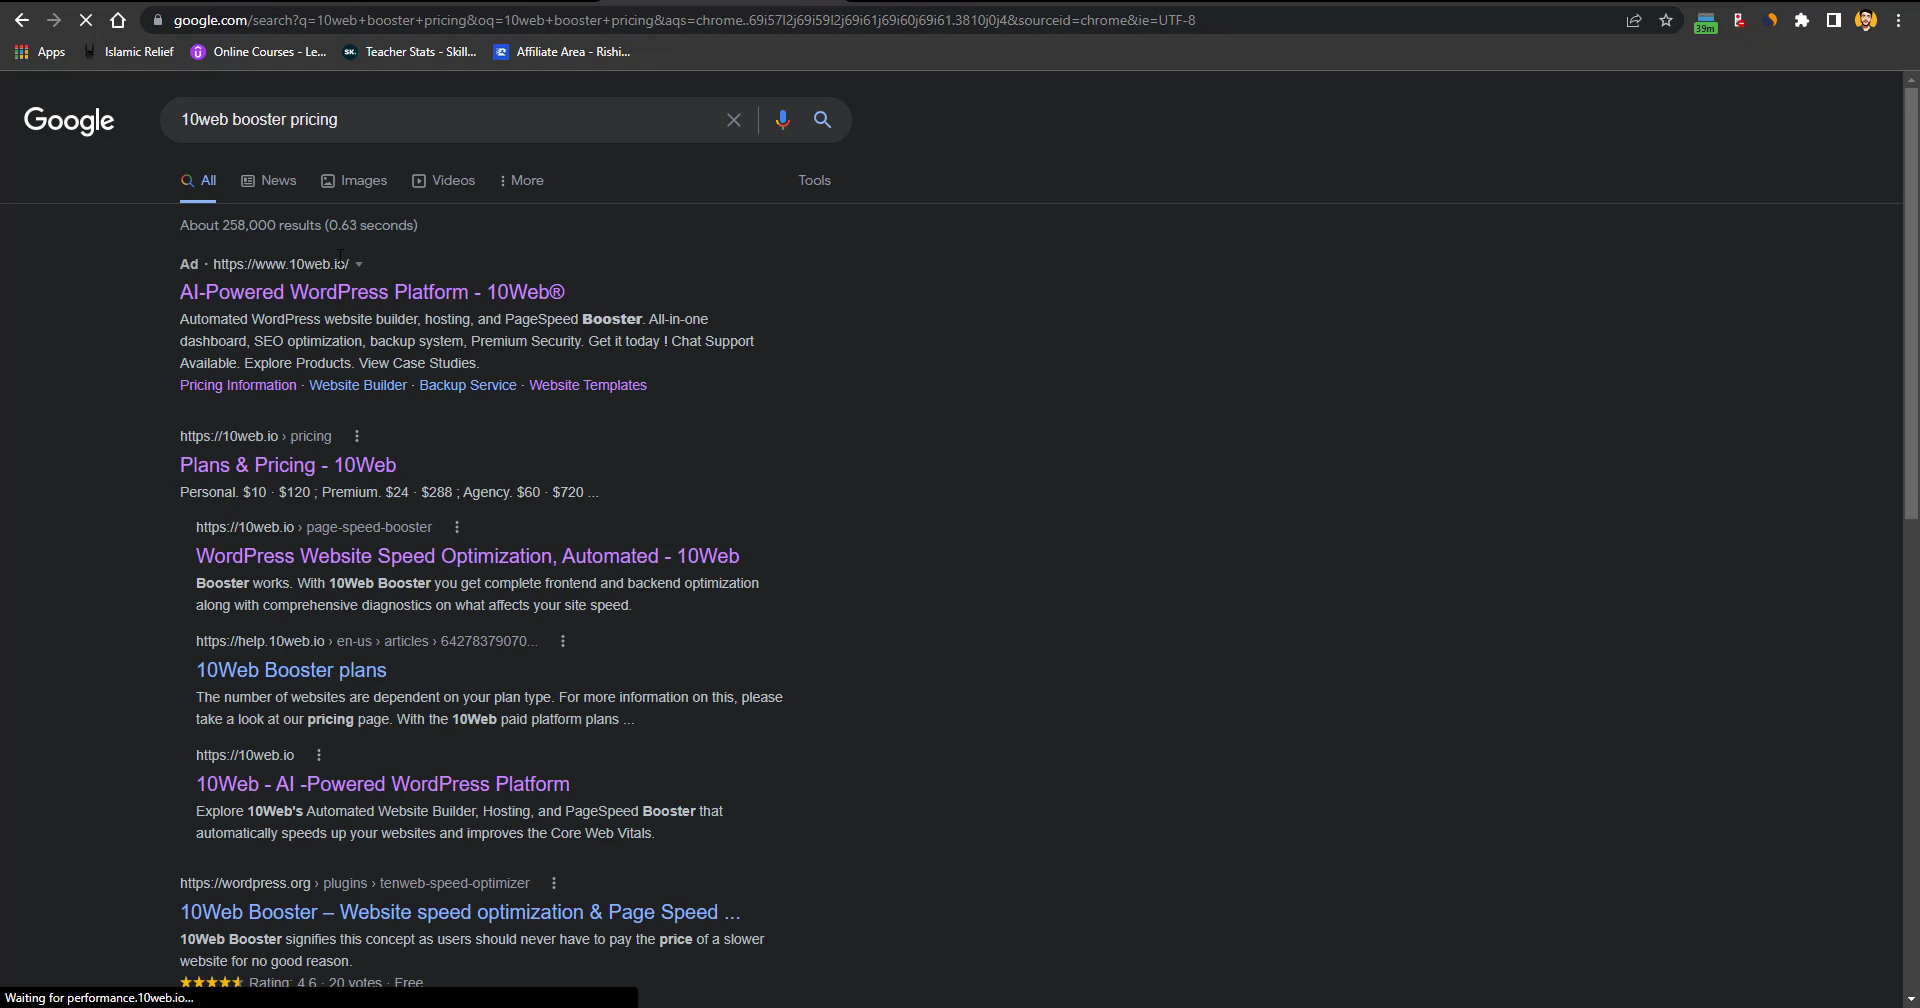 google.com/search?q=10web+booster+pricing&oq=10web+booster+pricing&aqs=chrome..69i57l2j69i59l2j69i61j69i60j69i61.3810j0j4&sourceid=chrome&ie=UTF-8
39m
Apps Islamic Relief Online Courses - Le... SK. Teacher Stats - Skill... Affiliate Area - Rishi...
Google 10web booster pricing
All News Images Videos More Tools
About 258,000 results (0.63 seconds)
Ad · https://www.10web.io/
AI-Powered WordPress Platform - 10Web®
Automated WordPress website builder, hosting, and PageSpeed Booster. All-in-one
dashboard, SEO optimization, backup system, Premium Security. Get it today ! Chat Support
Available. Explore Products. View Case Studies.
Pricing Information · Website Builder · Backup Service · Website Templates
https://10web.io › pricing
Plans & Pricing - 10Web
Personal. $10 · $120 ; Premium. $24 · $288 ; Agency. $60 · $720 ...
https://10web.io › page-speed-booster
WordPress Website Speed Optimization, Automated - 10Web
Booster works. With 10Web Booster you get complete frontend and backend optimization
along with comprehensive diagnostics on what affects your site speed.
https://help.10web.io › en-us › articles › 64278379070...
10Web Booster plans
The number of websites are dependent on your plan type. For more information on this, please
take a look at our pricing page. With the 10Web paid platform plans ...
https://10web.io
10Web - AI -Powered WordPress Platform
Explore 10Web's Automated Website Builder, Hosting, and PageSpeed Booster that
automatically speeds up your websites and improves the Core Web Vitals.
https://wordpress.org › plugins › tenweb-speed-optimizer
10Web Booster – Website speed optimization & Page Speed ...
10Web Booster signifies this concept as users should never have to pay the price of a slower
website for no good reason.
Rating: 4.6 · 20 votes · Free
Waiting for performance.10web.io...